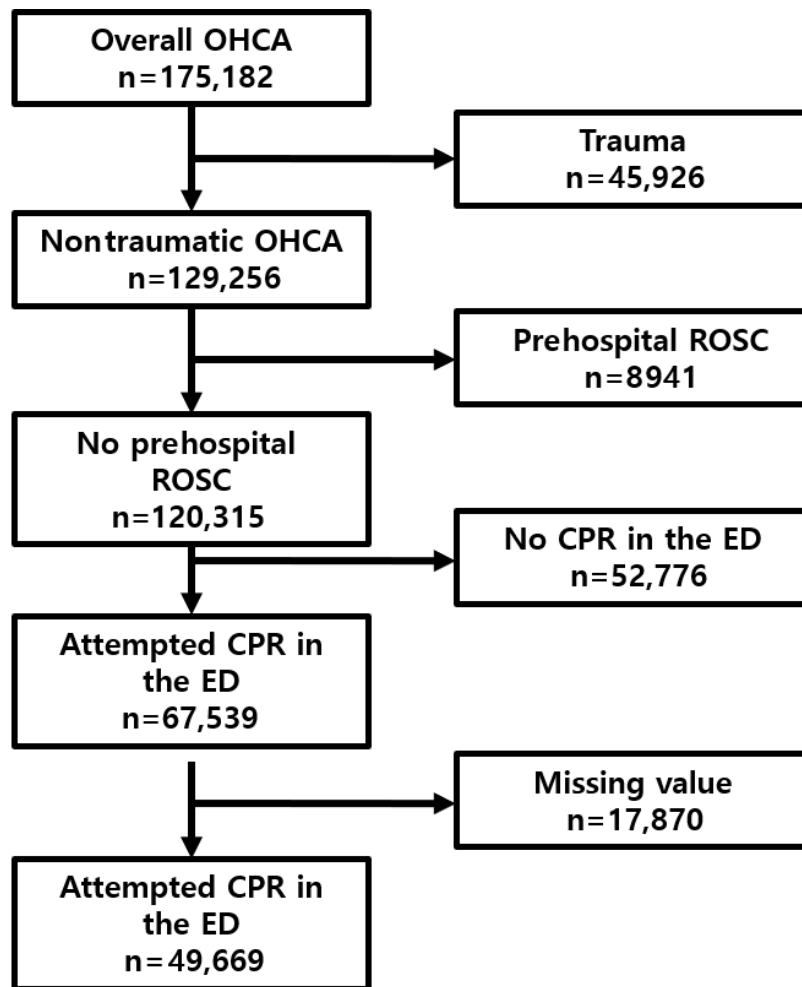 Overall OHCA
n=175,182
Trauma
n=45,926
Nontraumatic OHCA
n=129,256
Prehospital ROSC
n=8941
No prehospital
ROSC
n=120,315
No CPR in the ED
n=52,776
Attempted CPR in
the ED
n=67,539
Missing value
n=17,870
Attempted CPR in
the ED
n=49,669